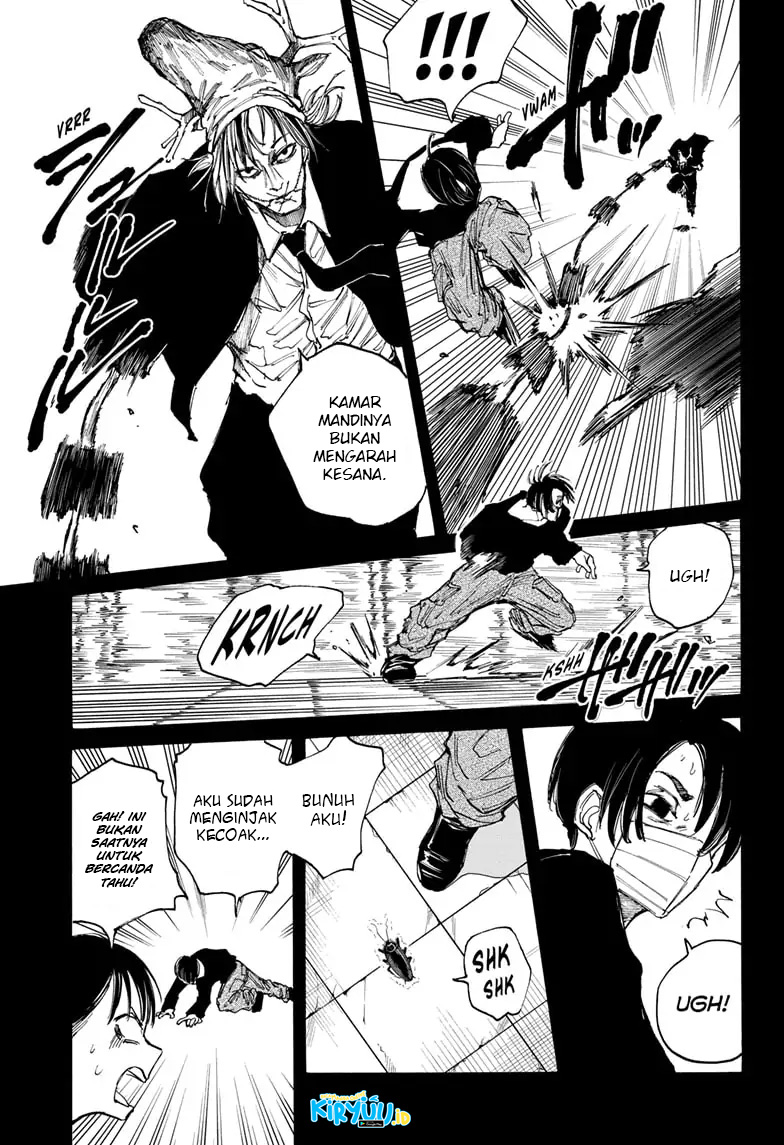 !!!
VWAM
VRRR
KAMAR
MANDINYA
BUKAN
MENGARAH
KESANA.
UGH!
KSHH
KRNCH
UGH!
SHK
SHK
BUNUH
AKU!
AKU SUDAH
MENGINJAK
KECOAK...
GAH! INI
BUKAN
SAATNYA
UNTUK
BERCANDA
TAHU!
KIRYUU.ID